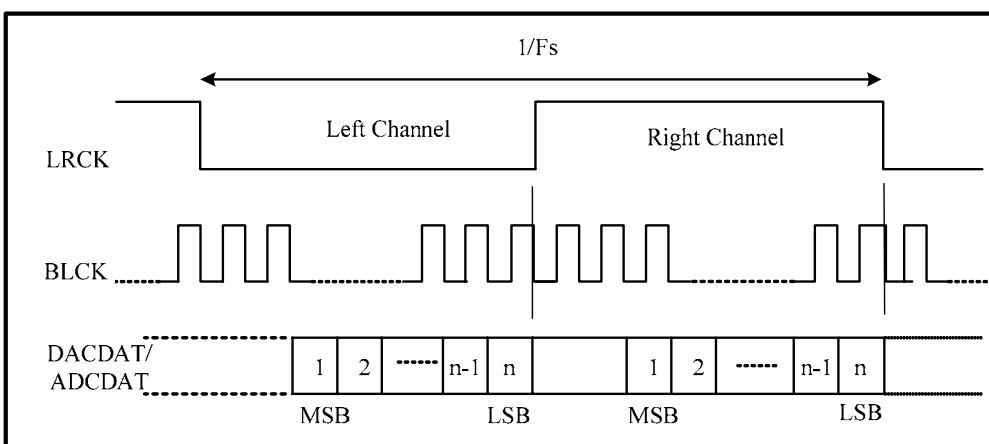 1/Fs
Left Channel
Right Channel
LRCK
BLCK
DACDAT/
ADCDAT
1 2 n-1 n 1 2 n-1 n
MSB LSB MSB LSB